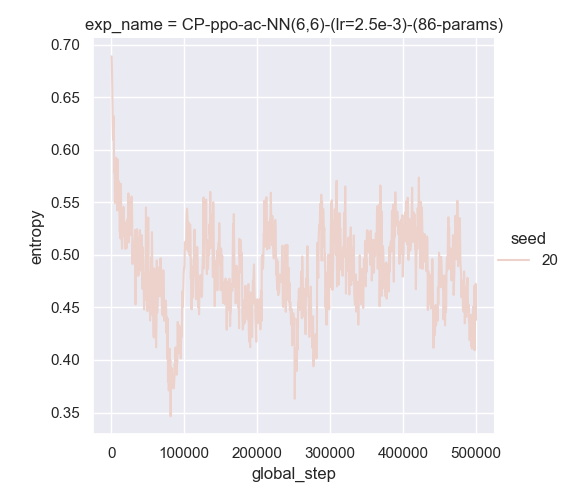 exp_name = CP-ppo-ac-NN(6,6)-(lr=2.5e-3)-(86-params)
0.70
0.65
0.60
0.55
0.50
0.45
0.40
0.35
entropy
0 100000 200000 300000 400000 500000
global_step
seed
20